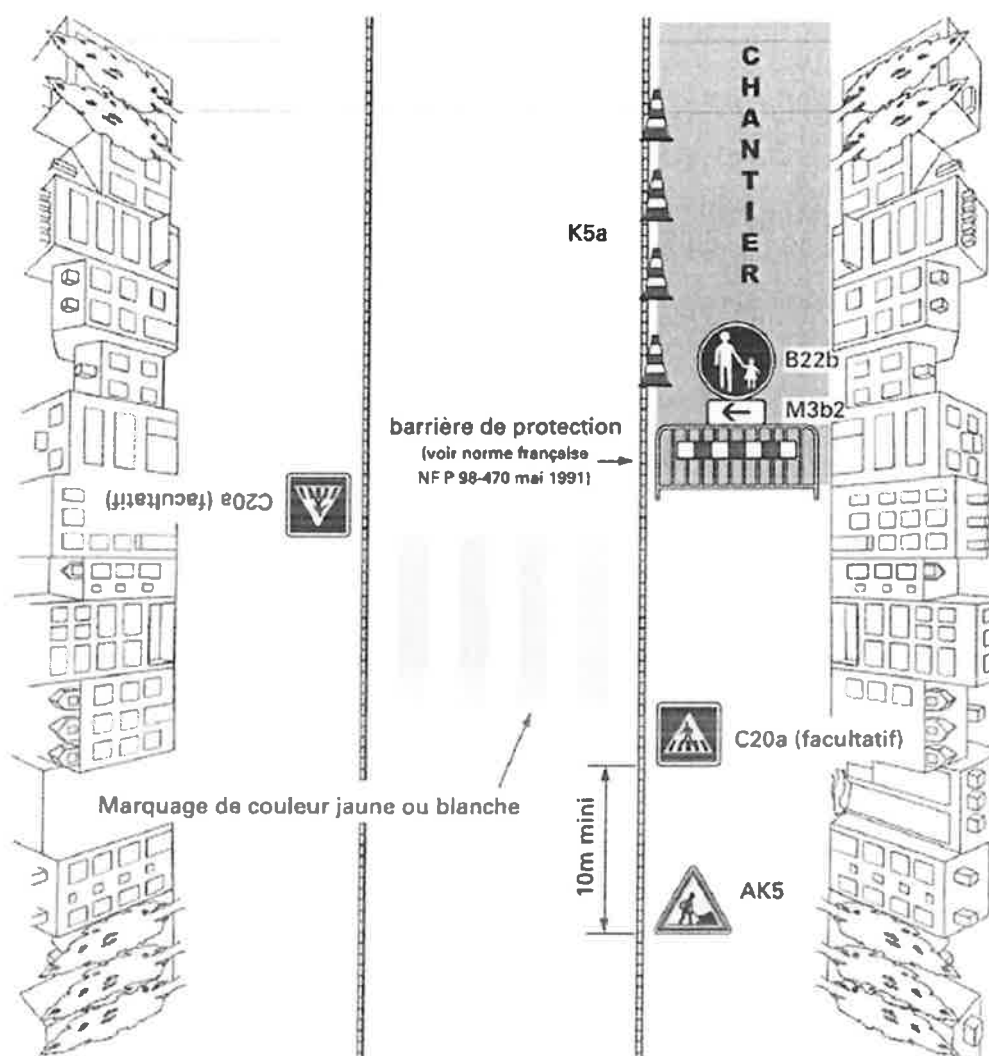 CHANTIER
K5a
B22b
M3b2
barrière de protection
(voir norme française
NF P 98-470 mai 1991)
C20a (facultatif)
C20a (facultatif)
Marquage de couleur jaune ou blanche
10m mini
AK5